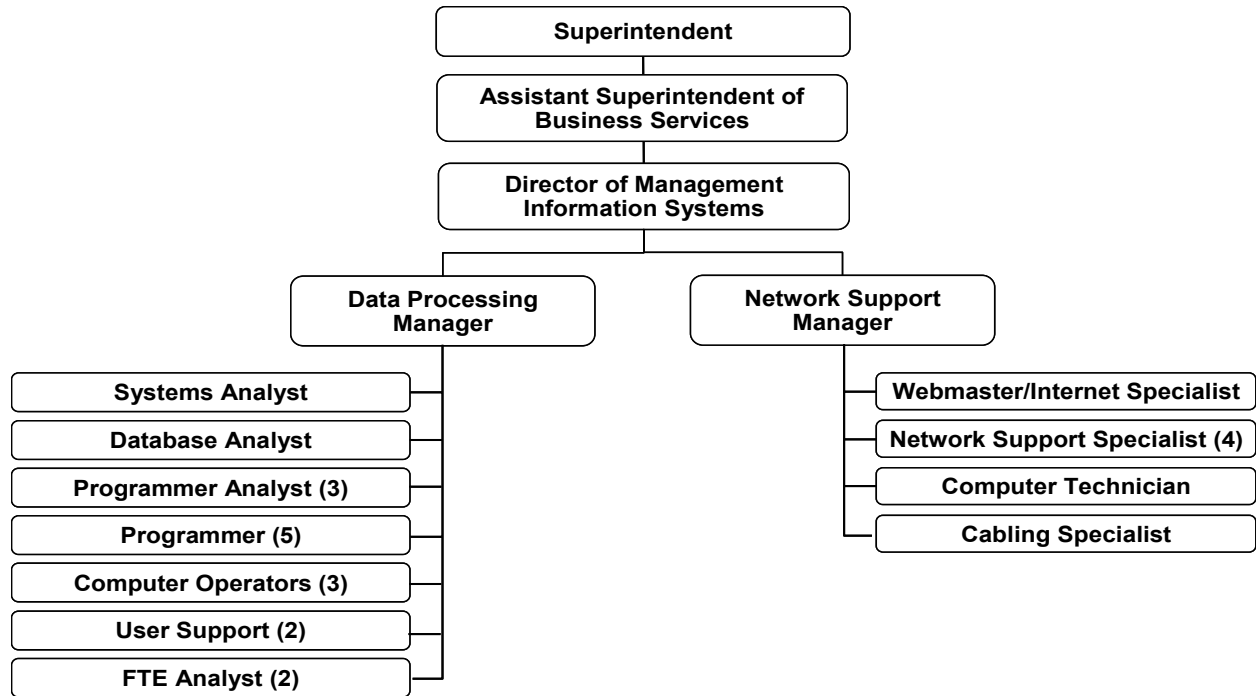 Superintendent
Assistant Superintendent of
Business Services
Director of Management
Information Systems
Data Processing
Manager
Network Support
Manager
Systems Analyst
Database Analyst
Programmer Analyst (3)
Programmer (5)
Computer Operators (3)
User Support (2)
FTE Analyst (2)
Webmaster/Internet Specialist
Network Support Specialist (4)
Computer Technician
Cabling Specialist